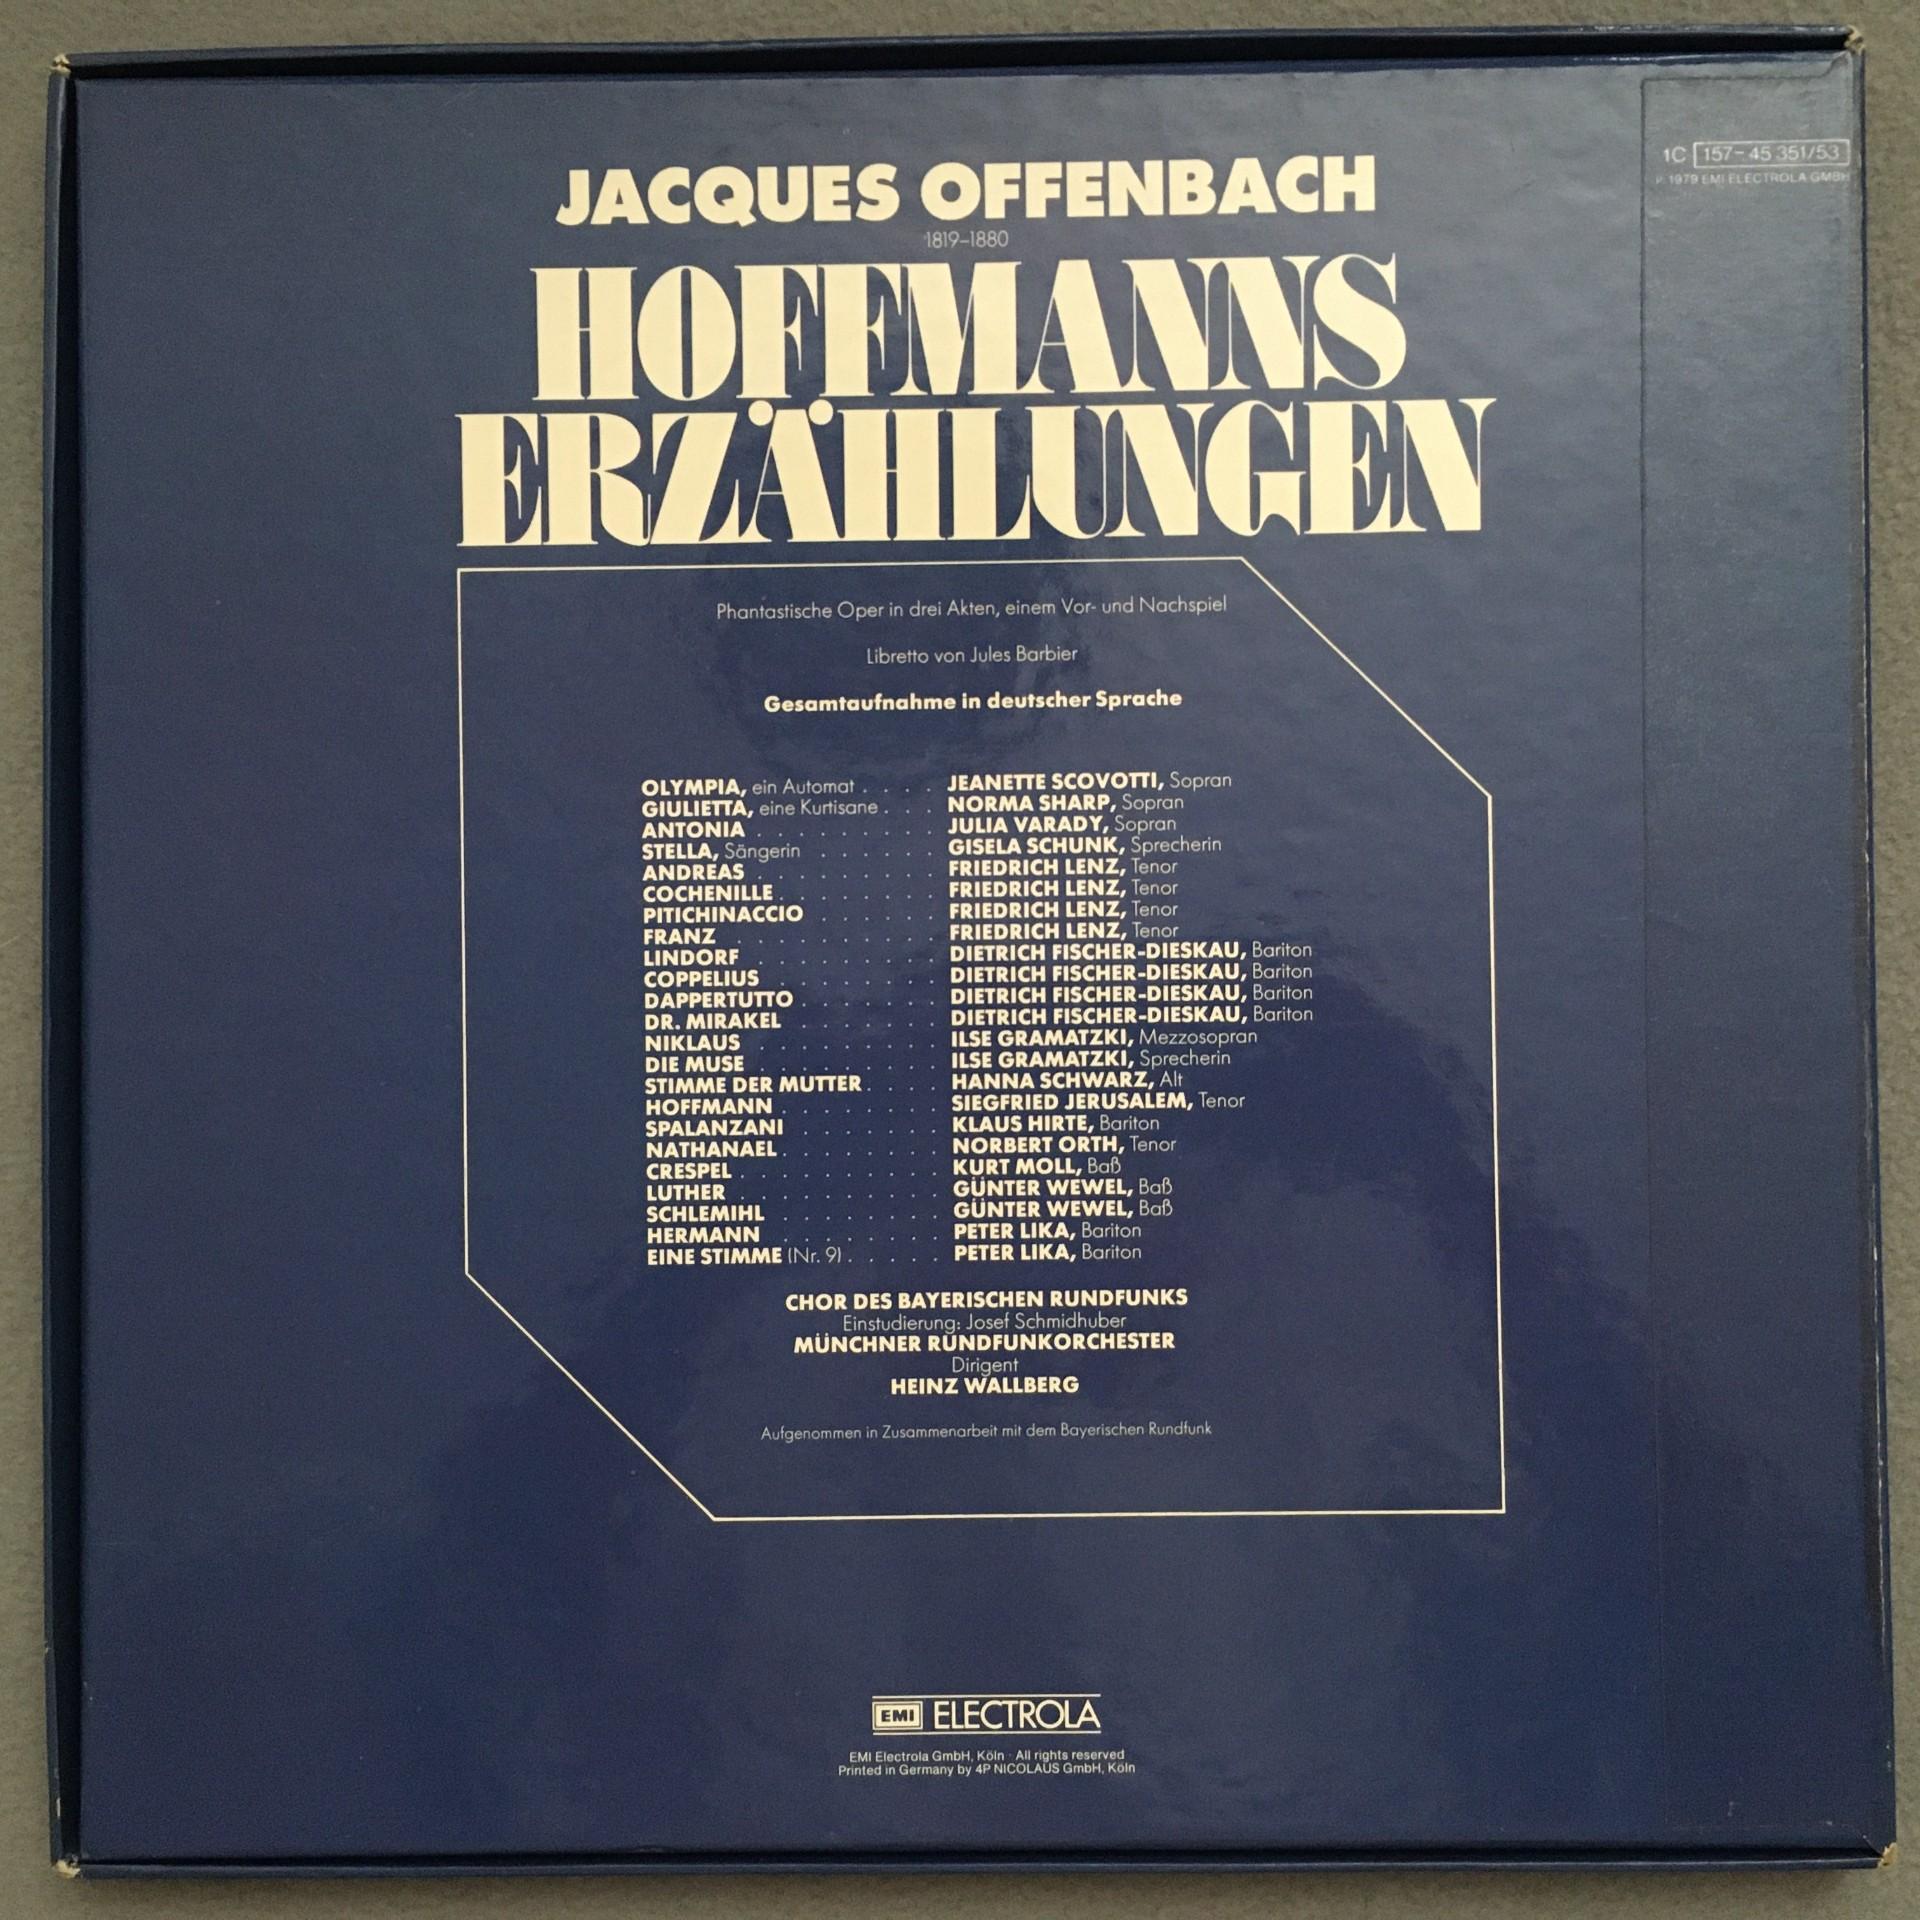 1C 157-45 351/53
℗ 1979 EMI ELECTROLA GMBH
JACQUES OFFENBACH
1819–1880
HOFFMANNS
ERZÄHLUNGEN
Phantastische Oper in drei Akten, einem Vor- und Nachspiel
Libretto von Jules Barbier
Gesamtaufnahme in deutscher Sprache
OLYMPIA, ein Automat . . . . JEANETTE SCOVOTTI, Sopran
GIULIETTA, eine Kurtisane . . . NORMA SHARP, Sopran
ANTONIA . . . . . . . . . JULIA VARADY, Sopran
STELLA, Sängerin . . . . . . GISELA SCHUNK, Sprecherin
ANDREAS . . . . . . . . . FRIEDRICH LENZ, Tenor
COCHENILLE . . . . . . . . FRIEDRICH LENZ, Tenor
PITICHINACCIO . . . . . . FRIEDRICH LENZ, Tenor
FRANZ . . . . . . . . . . FRIEDRICH LENZ, Tenor
LINDORF . . . . . . . . . DIETRICH FISCHER-DIESKAU, Bariton
COPPELIUS . . . . . . . . DIETRICH FISCHER-DIESKAU, Bariton
DAPPERTUTTO . . . . . . . DIETRICH FISCHER-DIESKAU, Bariton
DR. MIRAKEL . . . . . . . DIETRICH FISCHER-DIESKAU, Bariton
NIKLAUS . . . . . . . . . ILSE GRAMATZKI, Mezzosopran
DIE MUSE . . . . . . . . . ILSE GRAMATZKI, Sprecherin
STIMME DER MUTTER . . . . HANNA SCHWARZ, Alt
HOFFMANN . . . . . . . . SIEGFRIED JERUSALEM, Tenor
SPALANZANI . . . . . . . KLAUS HIRTE, Bariton
NATHANAEL . . . . . . . . NORBERT ORTH, Tenor
CRESPEL . . . . . . . . . . KURT MOLL, Baß
LUTHER . . . . . . . . . . GÜNTER WEWEL, Baß
SCHLEMIHL . . . . . . . . GÜNTER WEWEL, Baß
HERMANN . . . . . . . . PETER LIKA, Bariton
EINE STIMME (Nr. 9) . . . . . PETER LIKA, Bariton
CHOR DES BAYERISCHEN RUNDFUNKS
Einstudierung: Josef Schmidhuber
MÜNCHNER RUNDFUNKORCHESTER
Dirigent
HEINZ WALLBERG
Aufgenommen in Zusammenarbeit mit dem Bayerischen Rundfunk
EMI ELECTROLA
EMI Electrola GmbH, Köln · All rights reserved
Printed in Germany by 4P NICOLAUS GmbH, Köln